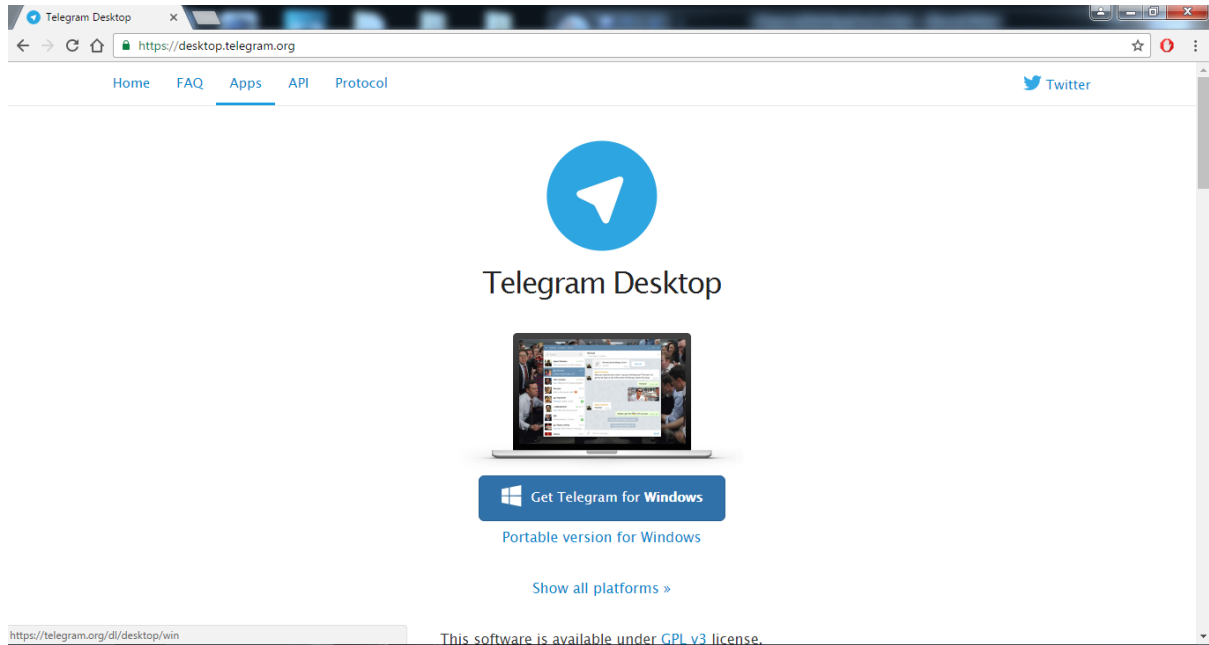 Telegram Desktop
https://desktop.telegram.org
Home FAQ Apps API Protocol Twitter
Telegram Desktop
Get Telegram for Windows
Portable version for Windows
Show all platforms »
https://telegram.org/dl/desktop/win
This software is available under GPL v3 license.